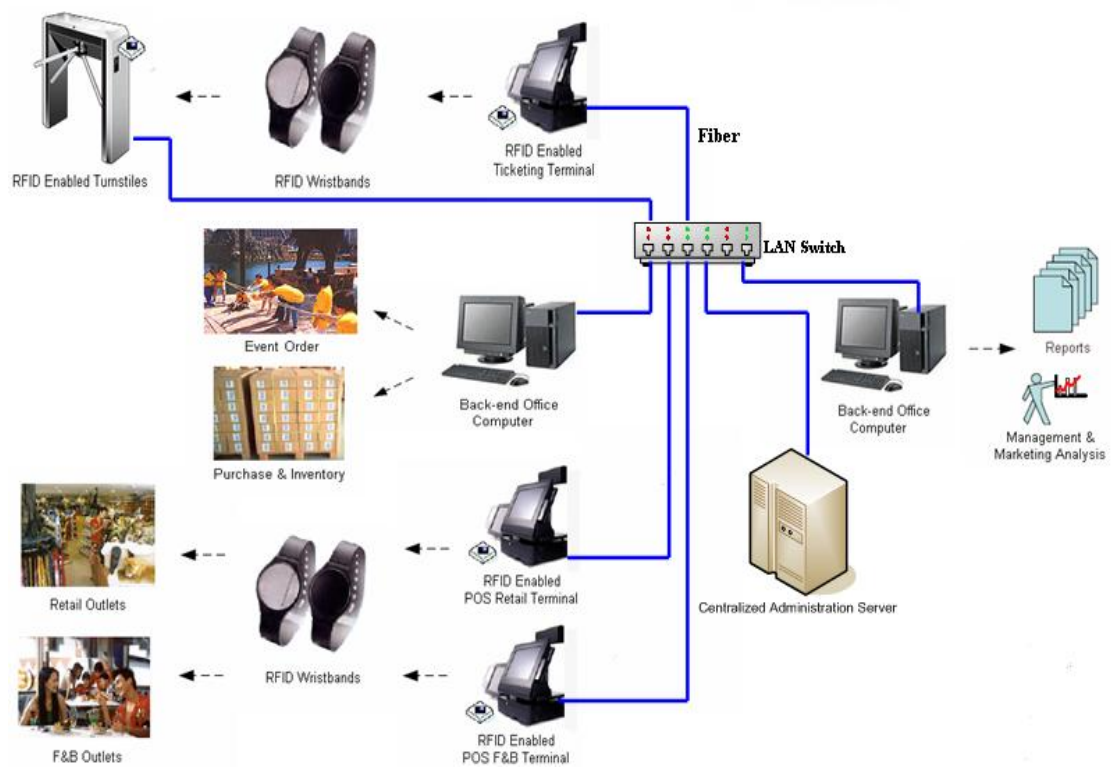 Fiber
RFID Enabled
Ticketing Terminal
RFID Enabled Turnstiles
RFID Wristbands
LAN Switch
Event Order
Back-end Office
Computer
Reports
Back-end Office
Computer
Management &
Marketing Analysis
Purchase & Inventory
RFID Enabled
POS Retail Terminal
Retail Outlets
Centralized Administration Server
RFID Wristbands
RFID Enabled
POS F&B Terminal
F&B Outlets